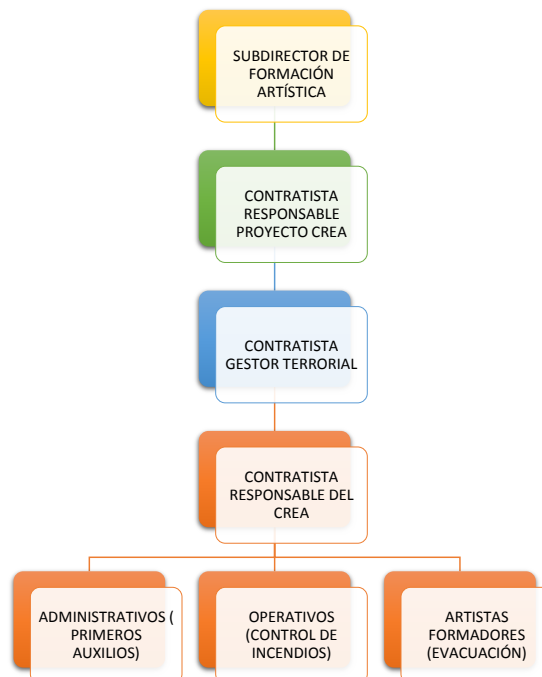 SUBDIRECTOR DE
FORMACIÓN
ARTÍSTICA
CONTRATISTA
RESPONSABLE
PROYECTO CREA
CONTRATISTA
GESTOR TERRORIAL
CONTRATISTA
RESPONSABLE DEL
CREA
ADMINISTRATIVOS (
PRIMEROS
AUXILIOS)
OPERATIVOS
(CONTROL DE
INCENDIOS)
ARTISTAS
FORMADORES
(EVACUACIÓN)